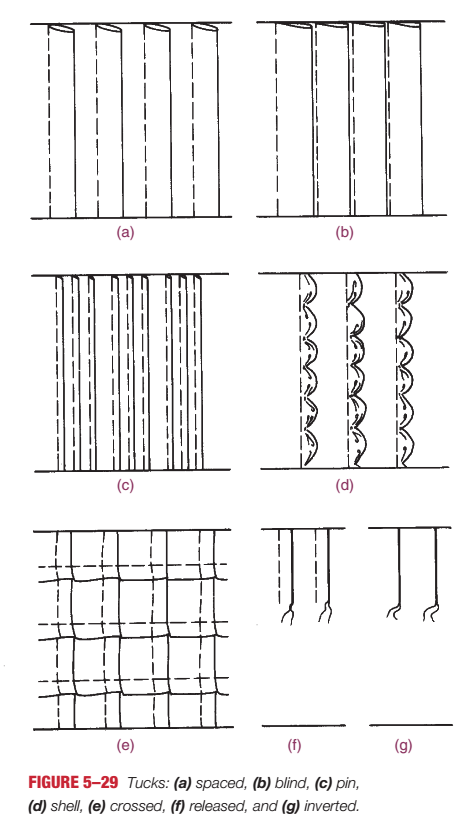 (a)
(b)
(c)
(d)
(e)
(f)
(g)
FIGURE 5–29 Tucks: (a) spaced, (b) blind, (c) pin,
(d) shell, (e) crossed, (f) released, and (g) inverted.